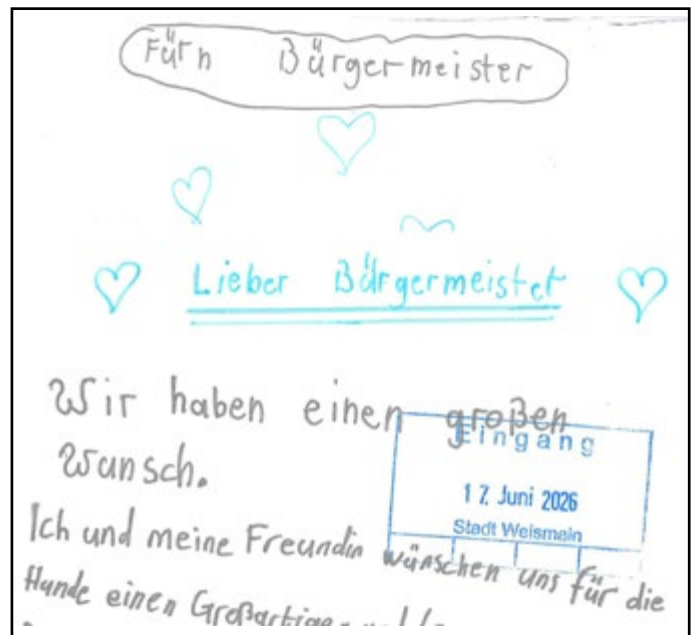 Fürn Bürgermeister
Lieber Bürgermeister
Wir haben einen großen
Wunsch.
Eingang
17. Juni 2026
Stadt Weismain
Ich und meine Freundin wünschen uns für die
Hunde einen Großartigen